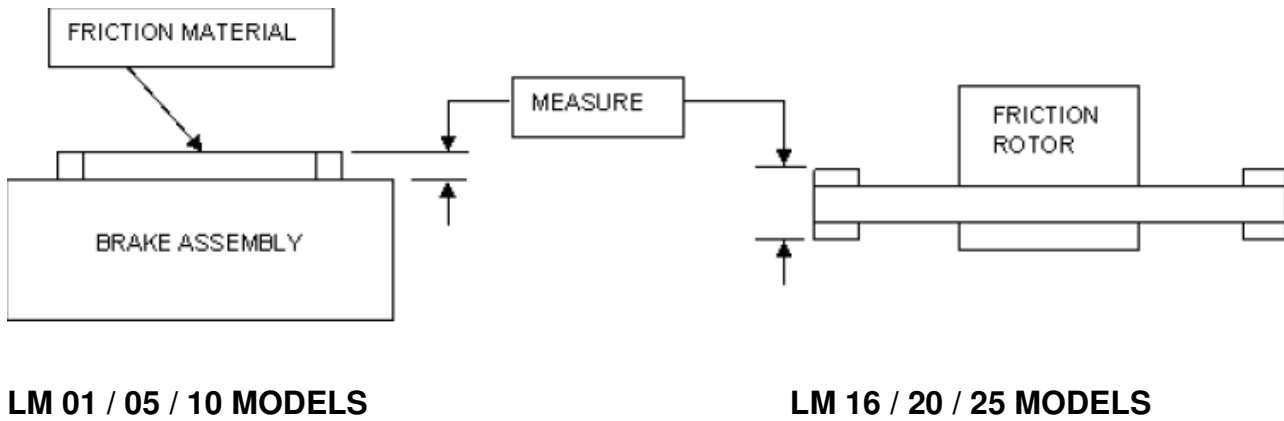 FRICTION MATERIAL
MEASURE
FRICTION
ROTOR
BRAKE ASSEMBLY
LM 01 / 05 / 10 MODELS
LM 16 / 20 / 25 MODELS